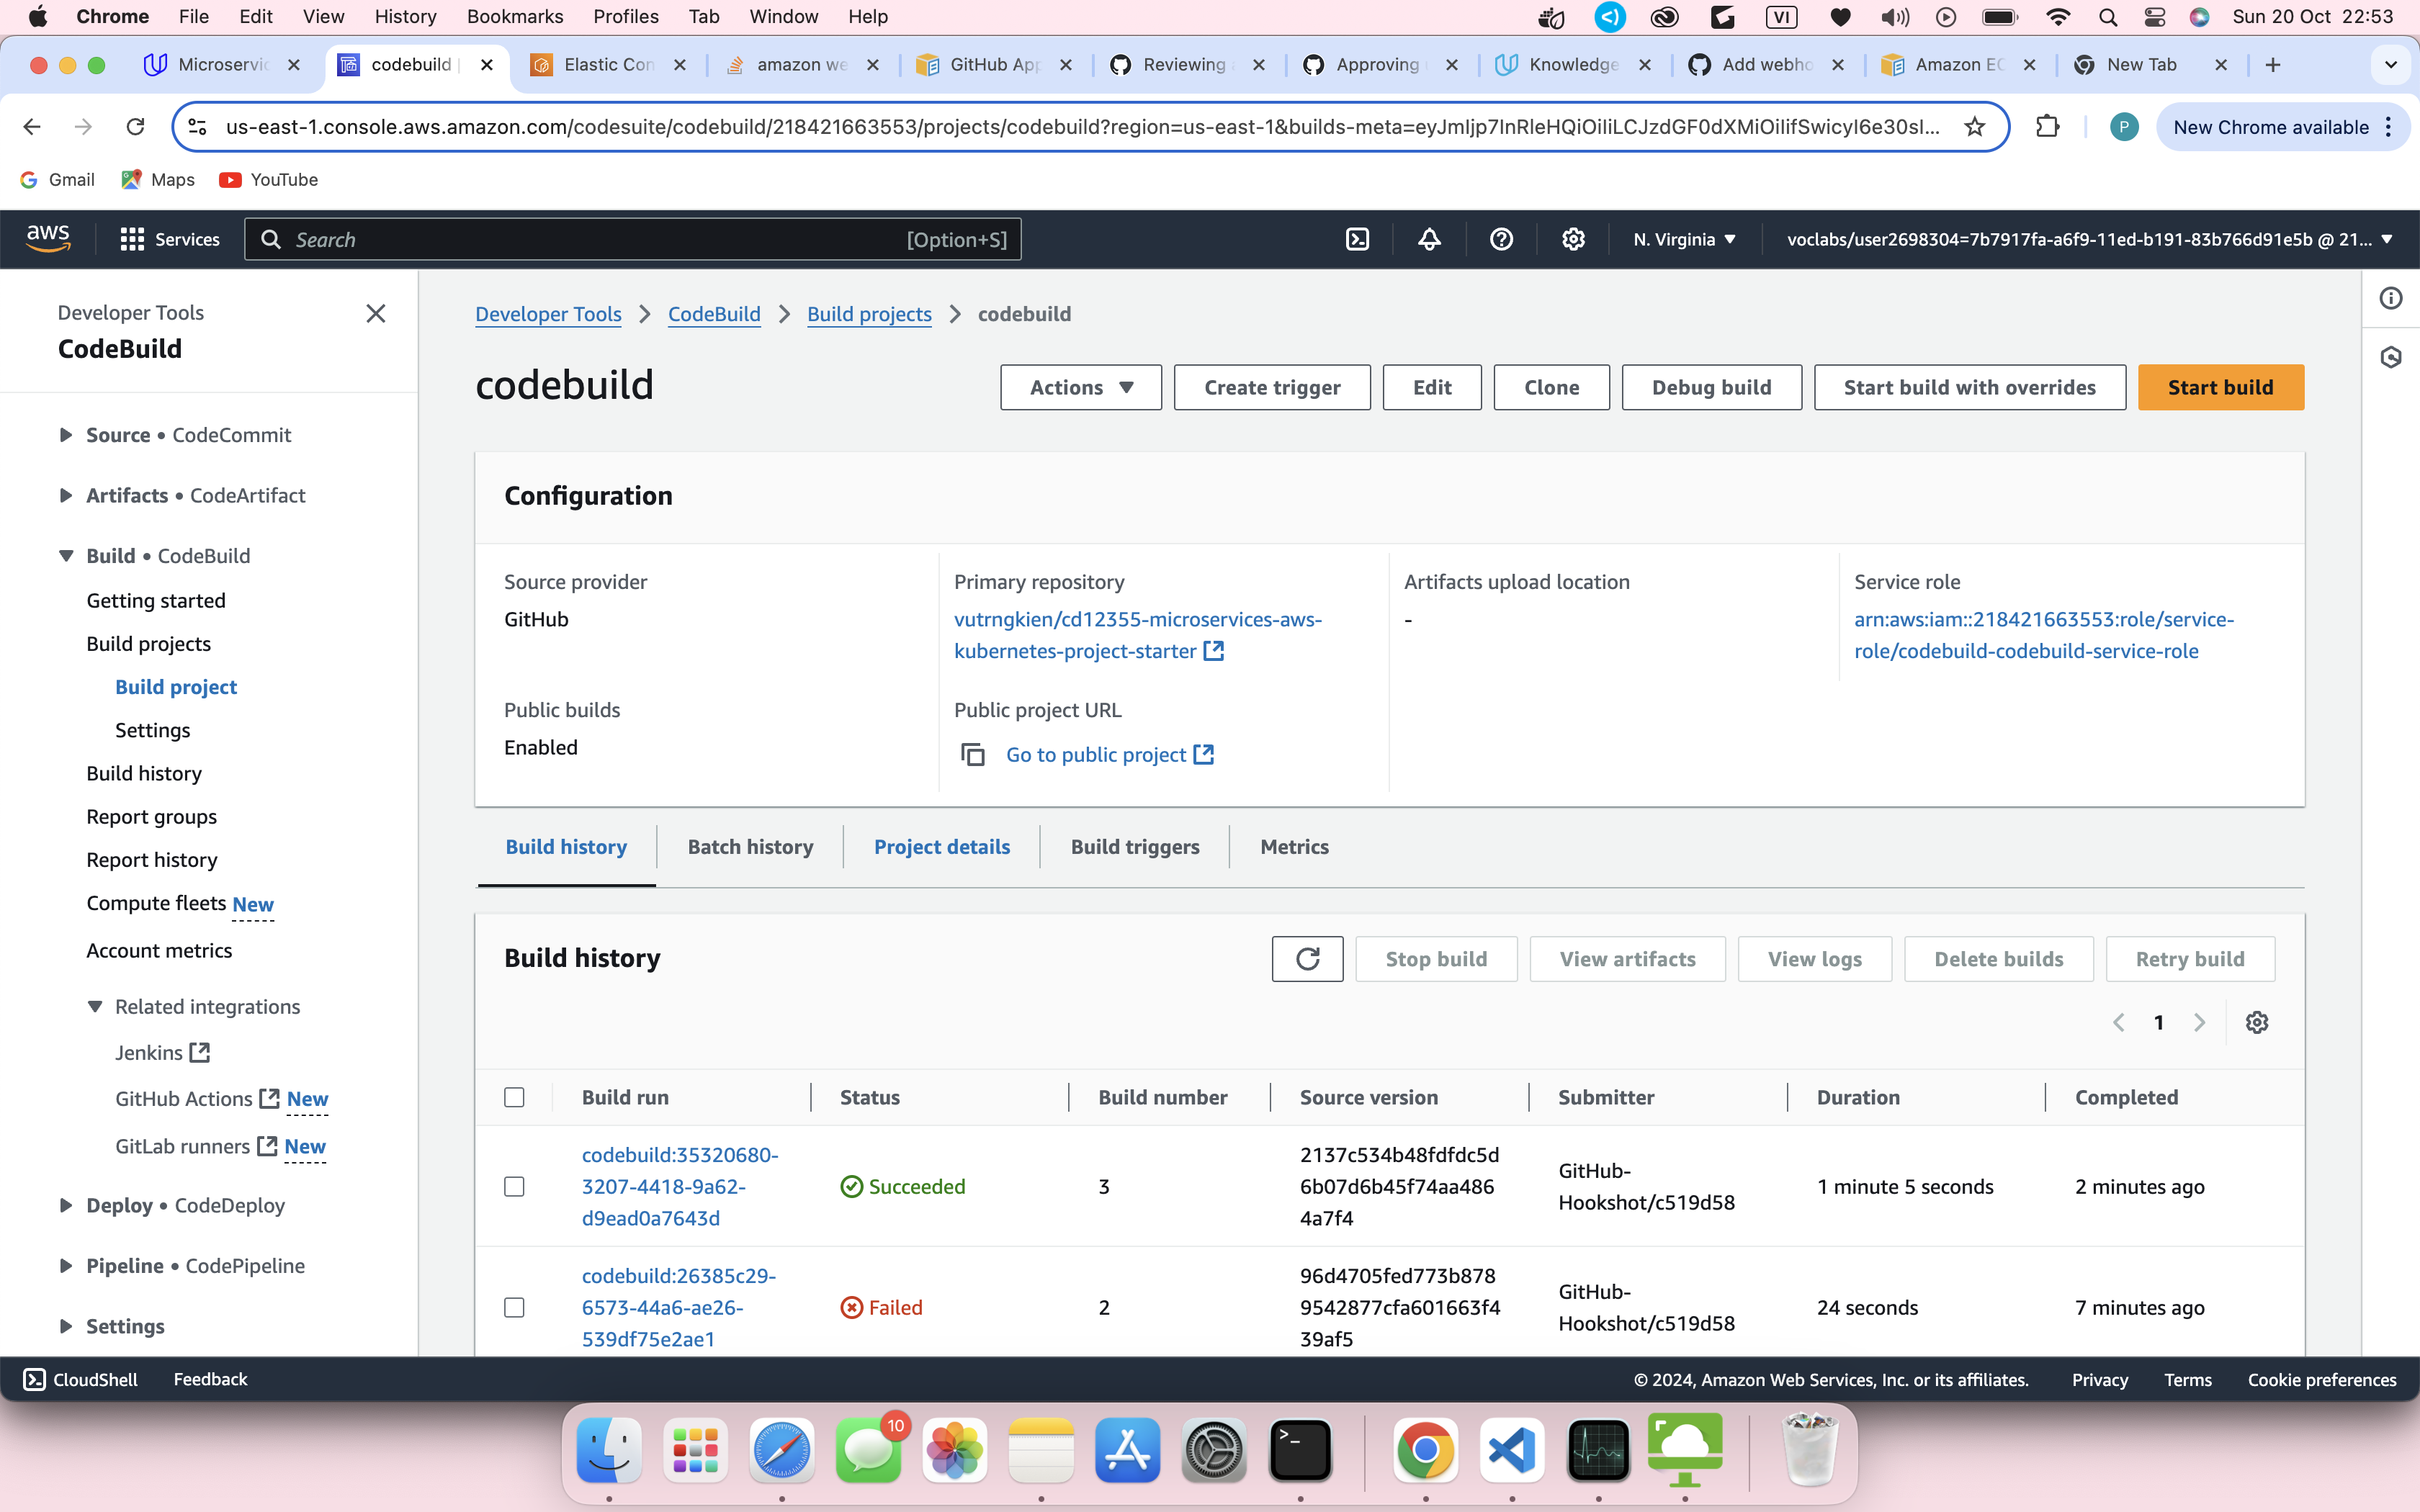 Chrome File Edit View History Bookmarks Profiles Tab Window Help VI Sun 20 Oct 22:53
Microservic codebuild | Elastic Con amazon we GitHub App Reviewing Approving Knowledge Add webho Amazon EC New Tab
us-east-1.console.aws.amazon.com/codesuite/codebuild/218421663553/projects/codebuild?region=us-east-1&builds-meta= P New Chrome available
Gmail Maps YouTube
aws Services Search [Option+S] N. Virginia voclabs/user2698304=7b7917fa-a6f9-11ed-b191-83b766d91e5b @ 21...
Developer Tools
CodeBuild
Source • CodeCommit
Artifacts • CodeArtifact
Build • CodeBuild
Getting started
Build projects
Build project
Settings
Build history
Report groups
Report history
Compute fleets New
Account metrics
Related integrations
Jenkins
GitHub Actions New
GitLab runners New
Deploy • CodeDeploy
Pipeline • CodePipeline
Settings
Developer Tools CodeBuild Build projects codebuild
codebuild
Actions Create trigger Edit Clone Debug build Start build with overrides Start build
Configuration
Source provider
GitHub
Primary repository
vutrngkien/cd12355-microservices-aws-
kubernetes-project-starter
Artifacts upload location
-
Service role
arn:aws:iam::218421663553:role/service-
role/codebuild-codebuild-service-role
Public builds
Enabled
Public project URL
Go to public project
Build history Batch history Project details Build triggers Metrics
Build history
Stop build View artifacts View logs Delete builds Retry build
1
Build run Status Build number Source version Submitter Duration Completed
codebuild:35320680-
3207-4418-9a62-
d9ead0a7643d
Succeeded
3
2137c534b48fdfdc5d
6b07d6b45f74aa486
4a7f4
GitHub-
Hookshot/c519d58
1 minute 5 seconds
2 minutes ago
codebuild:26385c29-
6573-44a6-ae26-
539df75e2ae1
Failed
2
96d4705fed773b878
9542877cfa601663f4
39af5
GitHub-
Hookshot/c519d58
24 seconds
7 minutes ago
CloudShell Feedback © 2024, Amazon Web Services, Inc. or its affiliates. Privacy Terms Cookie preferences
10